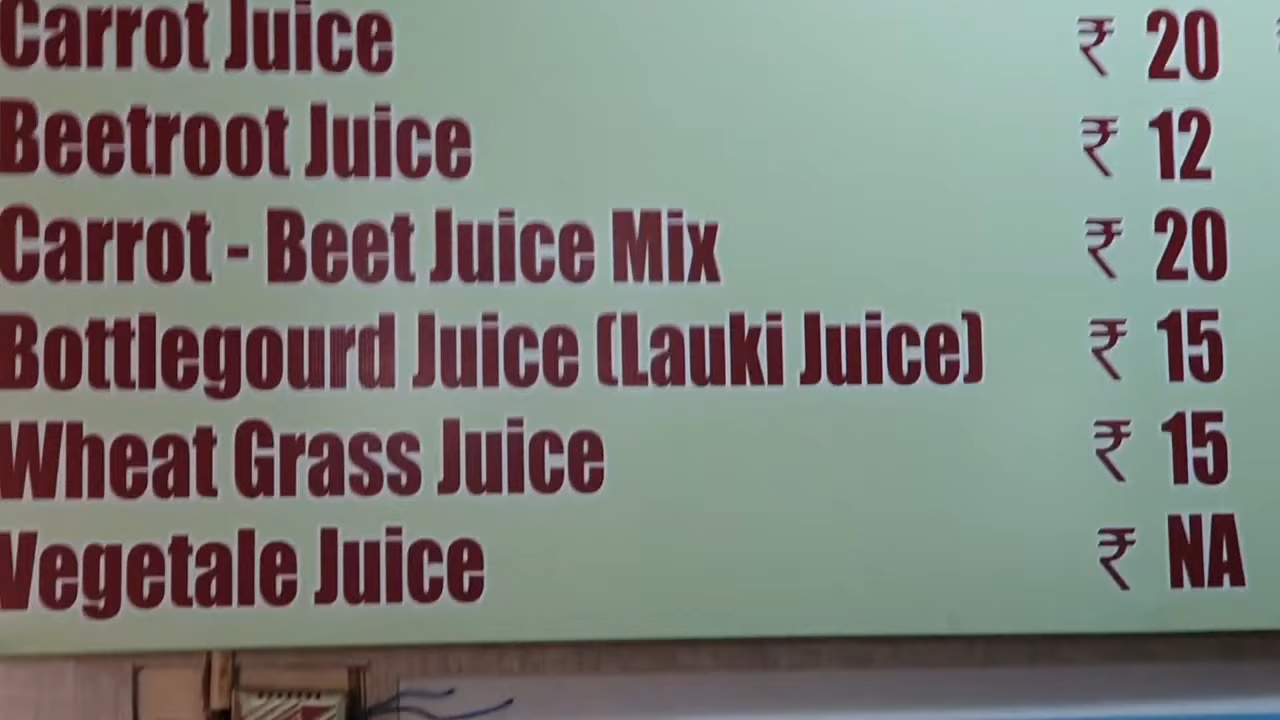 Carrot Juice ₹ 20
Beetroot Juice ₹ 12
Carrot - Beet Juice Mix ₹ 20
Bottlegourd Juice (Lauki Juice) ₹ 15
Wheat Grass Juice ₹ 15
Vegetale Juice ₹ NA